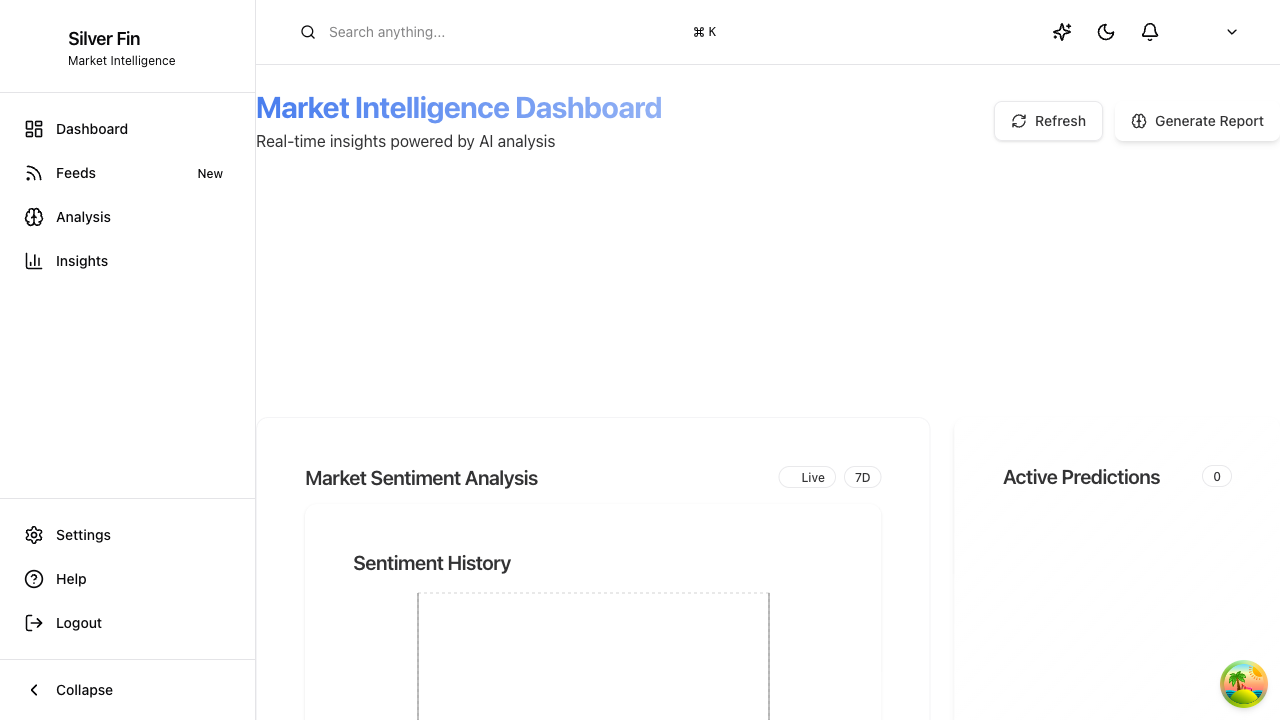 Silver Fin
Market Intelligence
Dashboard
Feeds New
Analysis
Insights
Settings
Help
Logout
Collapse
Search anything... ⌘ K
Market Intelligence Dashboard
Real-time insights powered by AI analysis
Refresh
Generate Report
Market Sentiment Analysis Live 7D
Sentiment History
Active Predictions 0